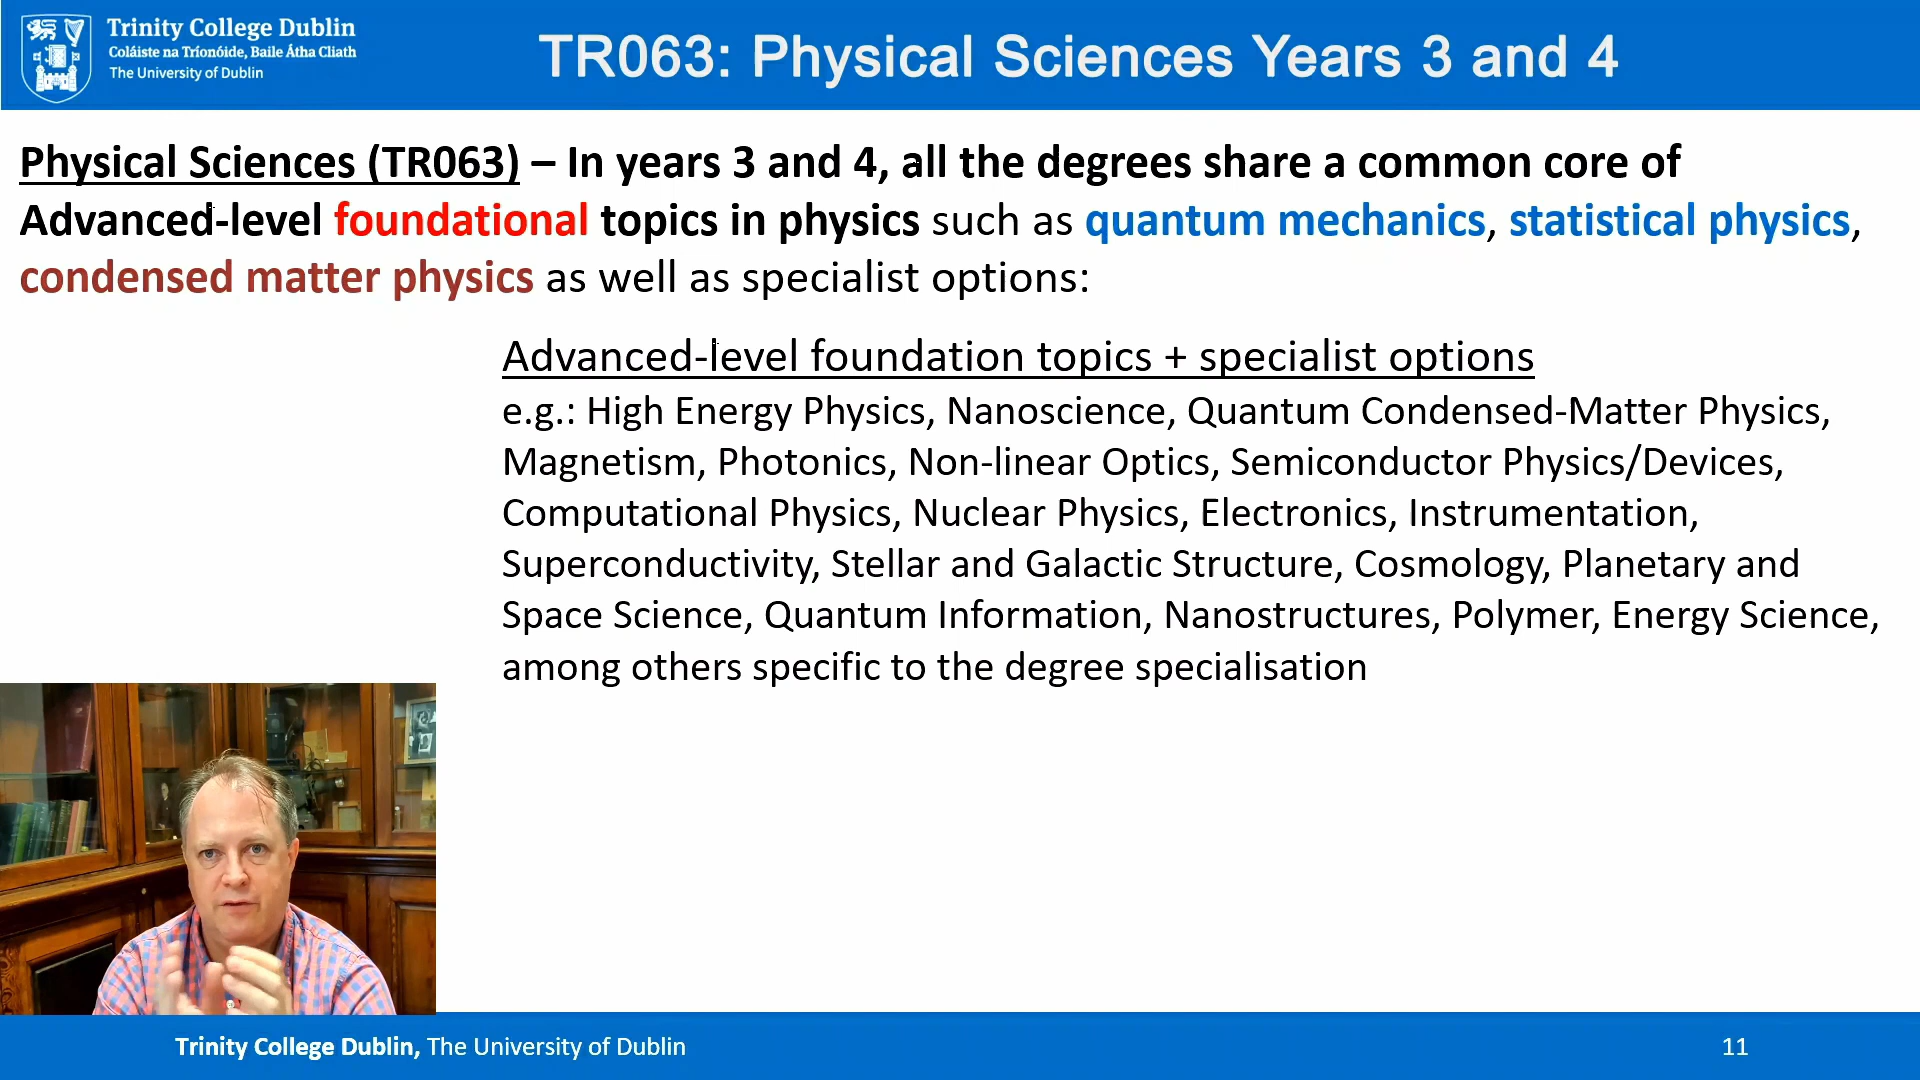 Trinity College Dublin
Coláiste na Tríonóide, Baile Átha Cliath
The University of Dublin
TR063: Physical Sciences Years 3 and 4
Physical Sciences (TR063) – In years 3 and 4, all the degrees share a common core of
Advanced-level foundational topics in physics such as quantum mechanics, statistical physics,
condensed matter physics as well as specialist options:
Advanced-level foundation topics + specialist options
e.g.: High Energy Physics, Nanoscience, Quantum Condensed-Matter Physics,
Magnetism, Photonics, Non-linear Optics, Semiconductor Physics/Devices,
Computational Physics, Nuclear Physics, Electronics, Instrumentation,
Superconductivity, Stellar and Galactic Structure, Cosmology, Planetary and
Space Science, Quantum Information, Nanostructures, Polymer, Energy Science,
among others specific to the degree specialisation
Trinity College Dublin, The University of Dublin
11